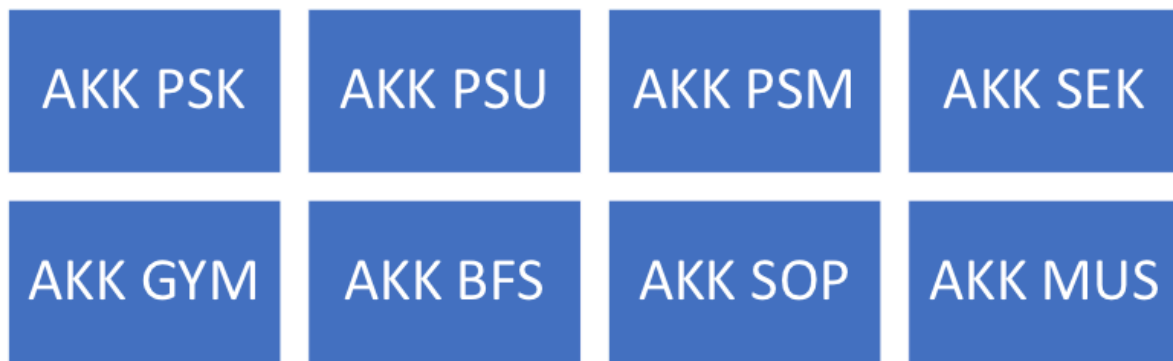 AKK PSK
AKK PSU
AKK PSM
AKK SEK
AKK GYM
AKK BFS
AKK SOP
AKK MUS